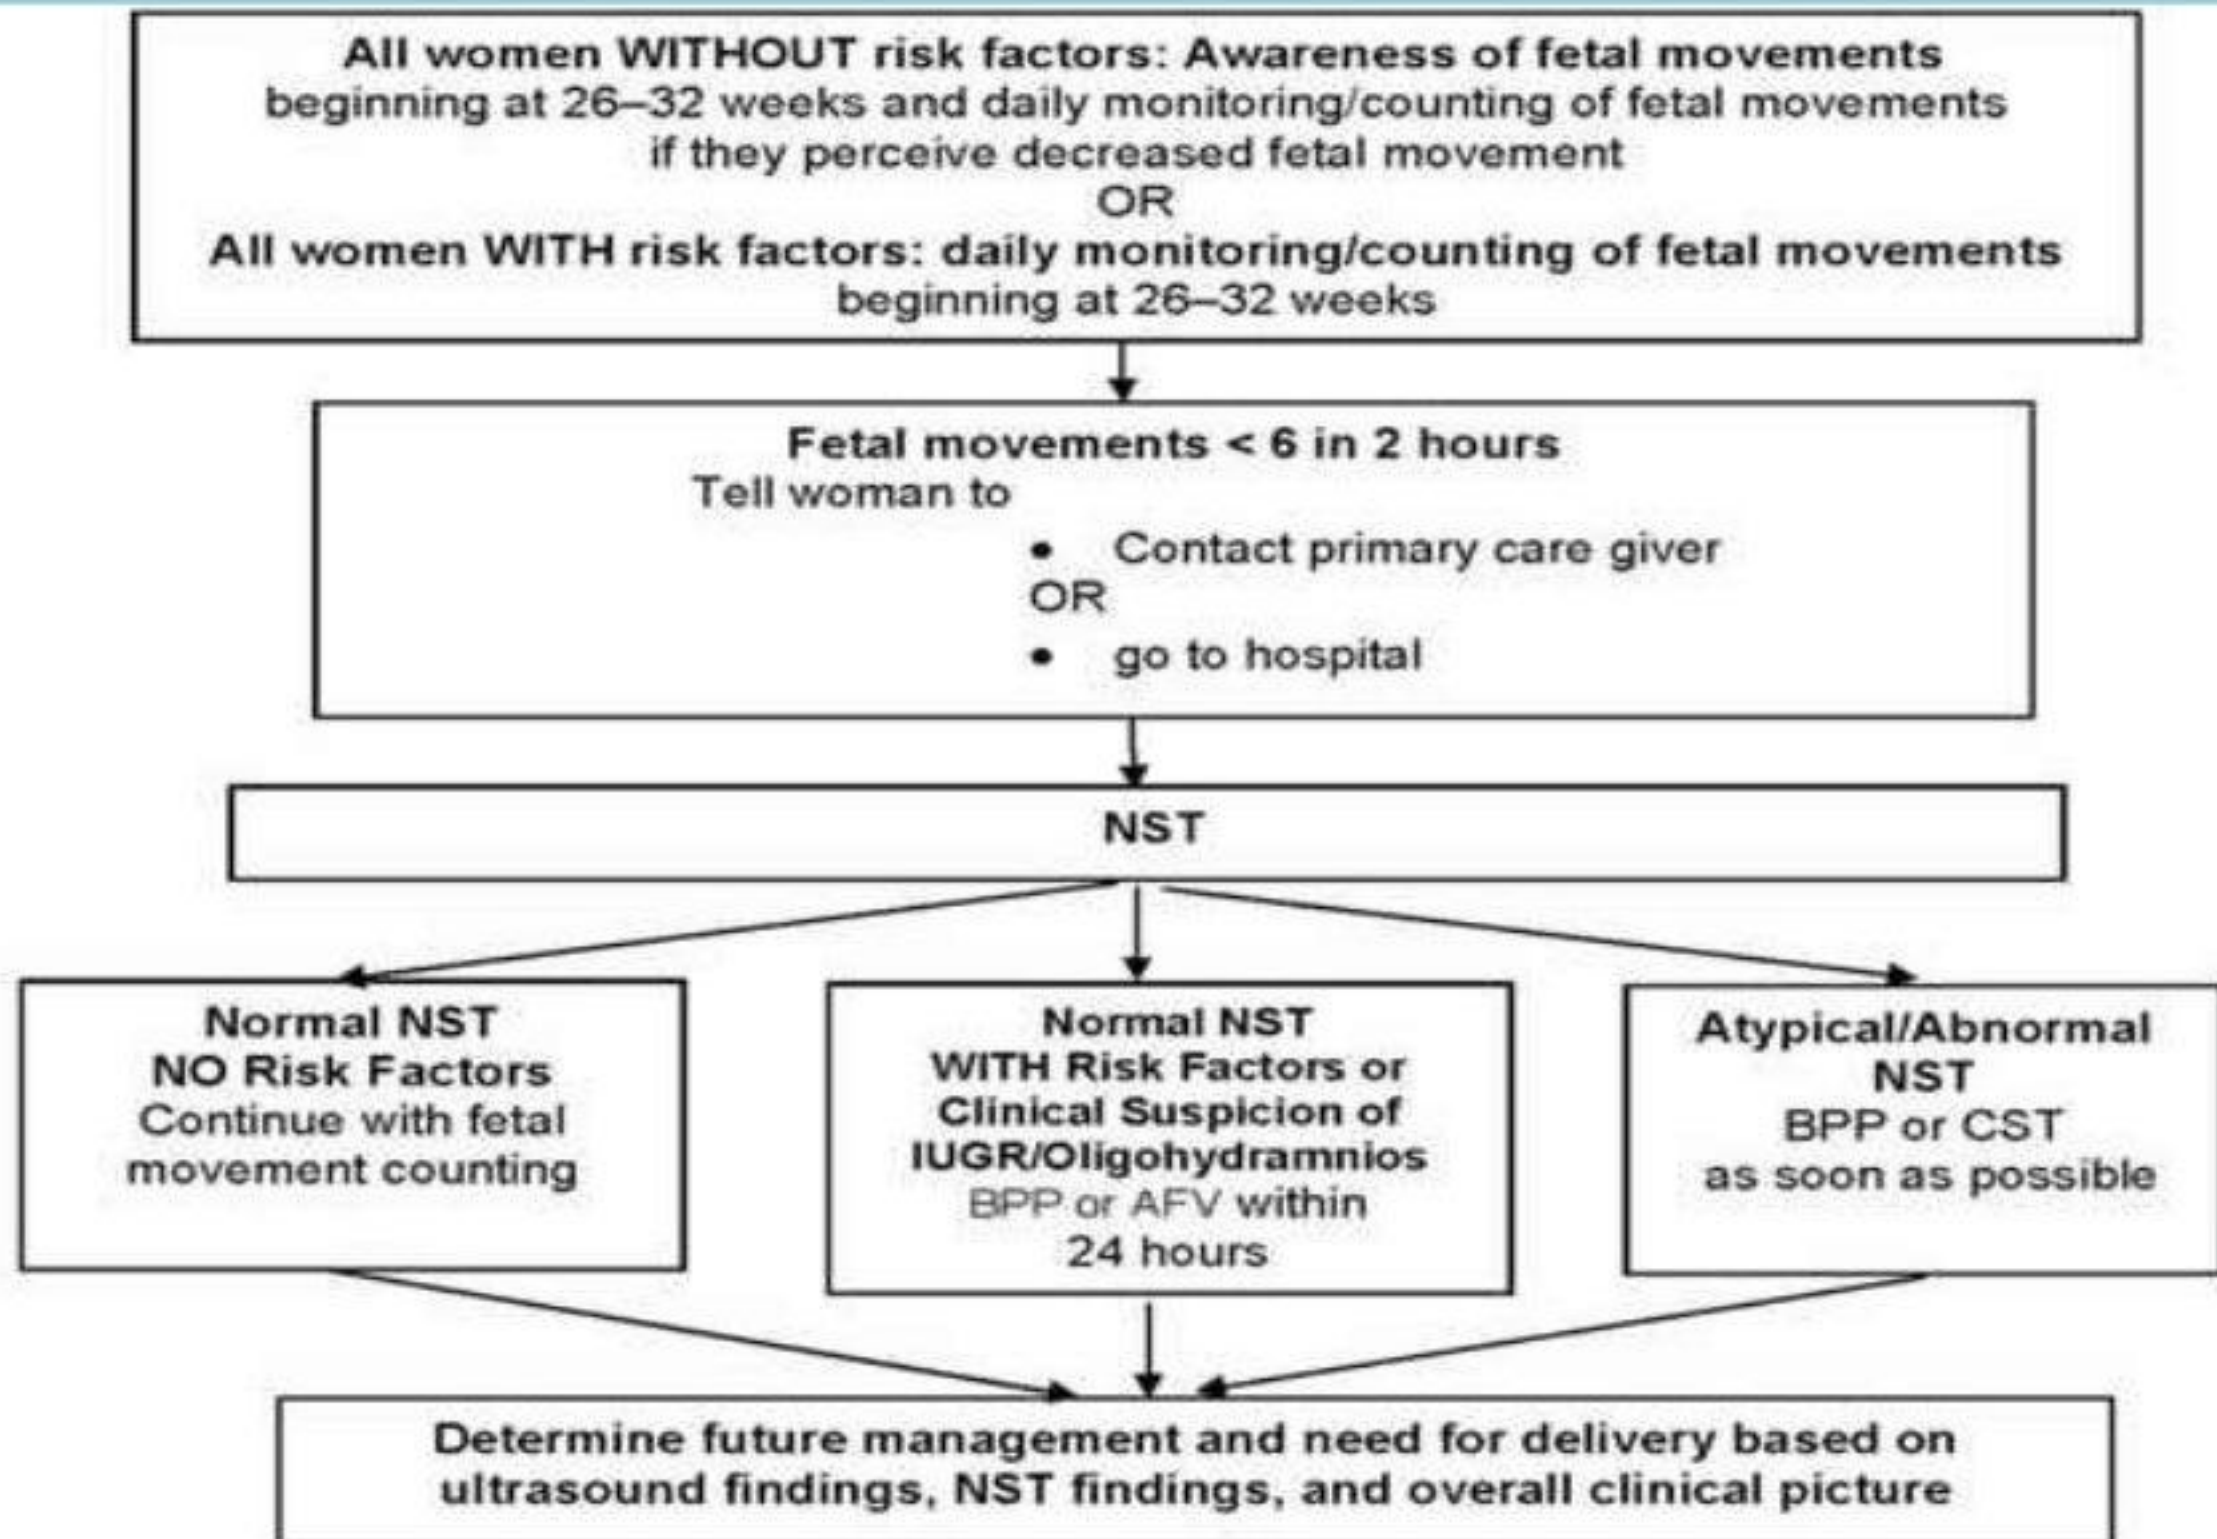 All women WITHOUT risk factors: Awareness of fetal movements
beginning at 26–32 weeks and daily monitoring/counting of fetal movements
if they perceive decreased fetal movement
OR
All women WITH risk factors: daily monitoring/counting of fetal movements
beginning at 26–32 weeks
Fetal movements < 6 in 2 hours
Tell woman to
• Contact primary care giver
OR
• go to hospital
NST
Normal NST
NO Risk Factors
Continue with fetal
movement counting
Normal NST
WITH Risk Factors or
Clinical Suspicion of
IUGR/Oligohydramnios
BPP or AFV within
24 hours
Atypical/Abnormal
NST
BPP or CST
as soon as possible
Determine future management and need for delivery based on
ultrasound findings, NST findings, and overall clinical picture